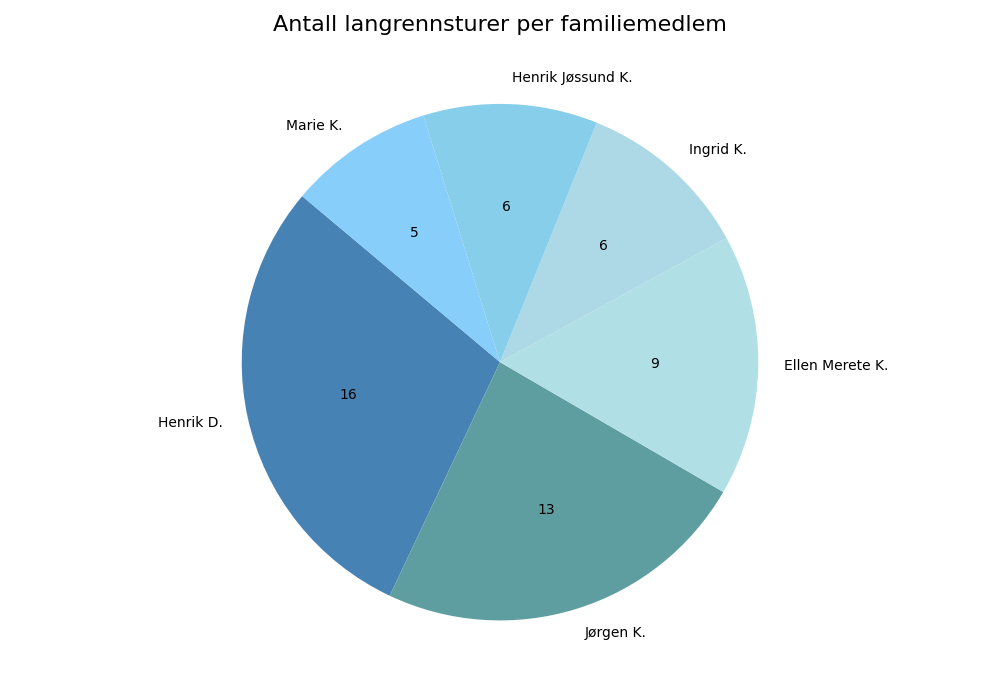 Antall langrennsturer per familiemedlem
Henrik Jøssund K.
Marie K.
Ingrid K.
6
5
6
9
Ellen Merete K.
16
Henrik D.
13
Jørgen K.